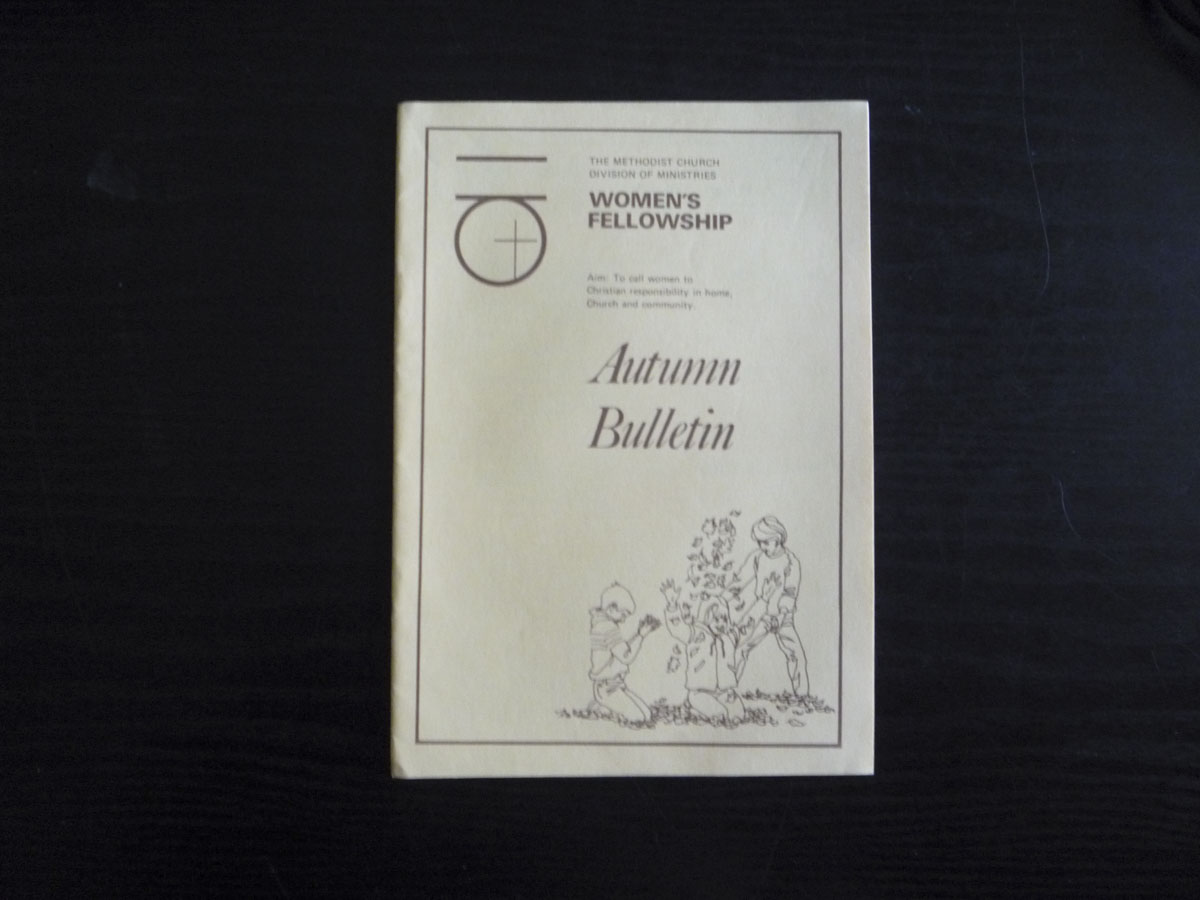 THE METHODIST CHURCH
DIVISION OF MINISTRIES
WOMEN'S
FELLOWSHIP
Aim: To call women to
Christian responsibility in home,
Church and community.
Autumn
Bulletin